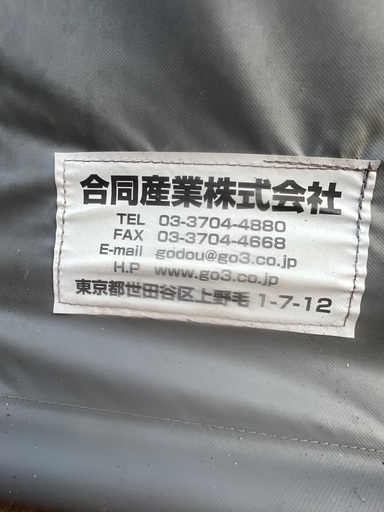 合同産業株式会社
TEL 03-3704-4880
FAX 03-3704-4668
E-mail godou@go3.co.jp
H.P www.go3.co.jp
東京都世田谷区上野毛 1-7-12